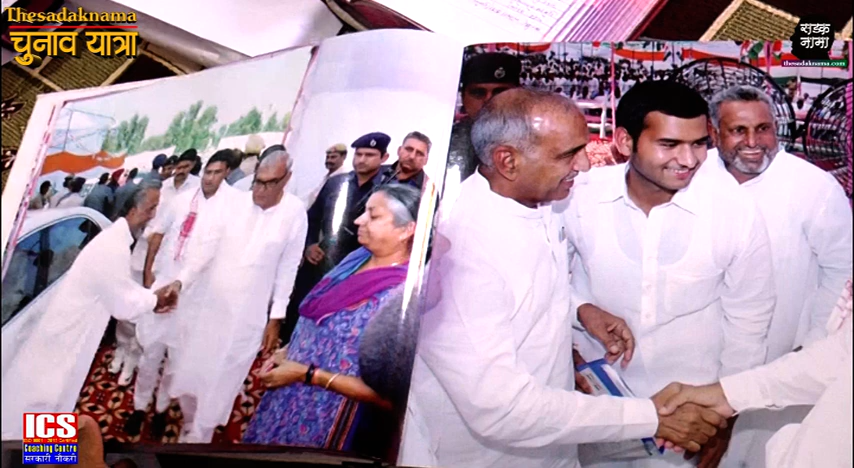 Thesadaknama
चुनाव यात्रा
सड़क
नामा
thesadaknama.com
ICS
Coaching Centre
सरकारी नौकरी